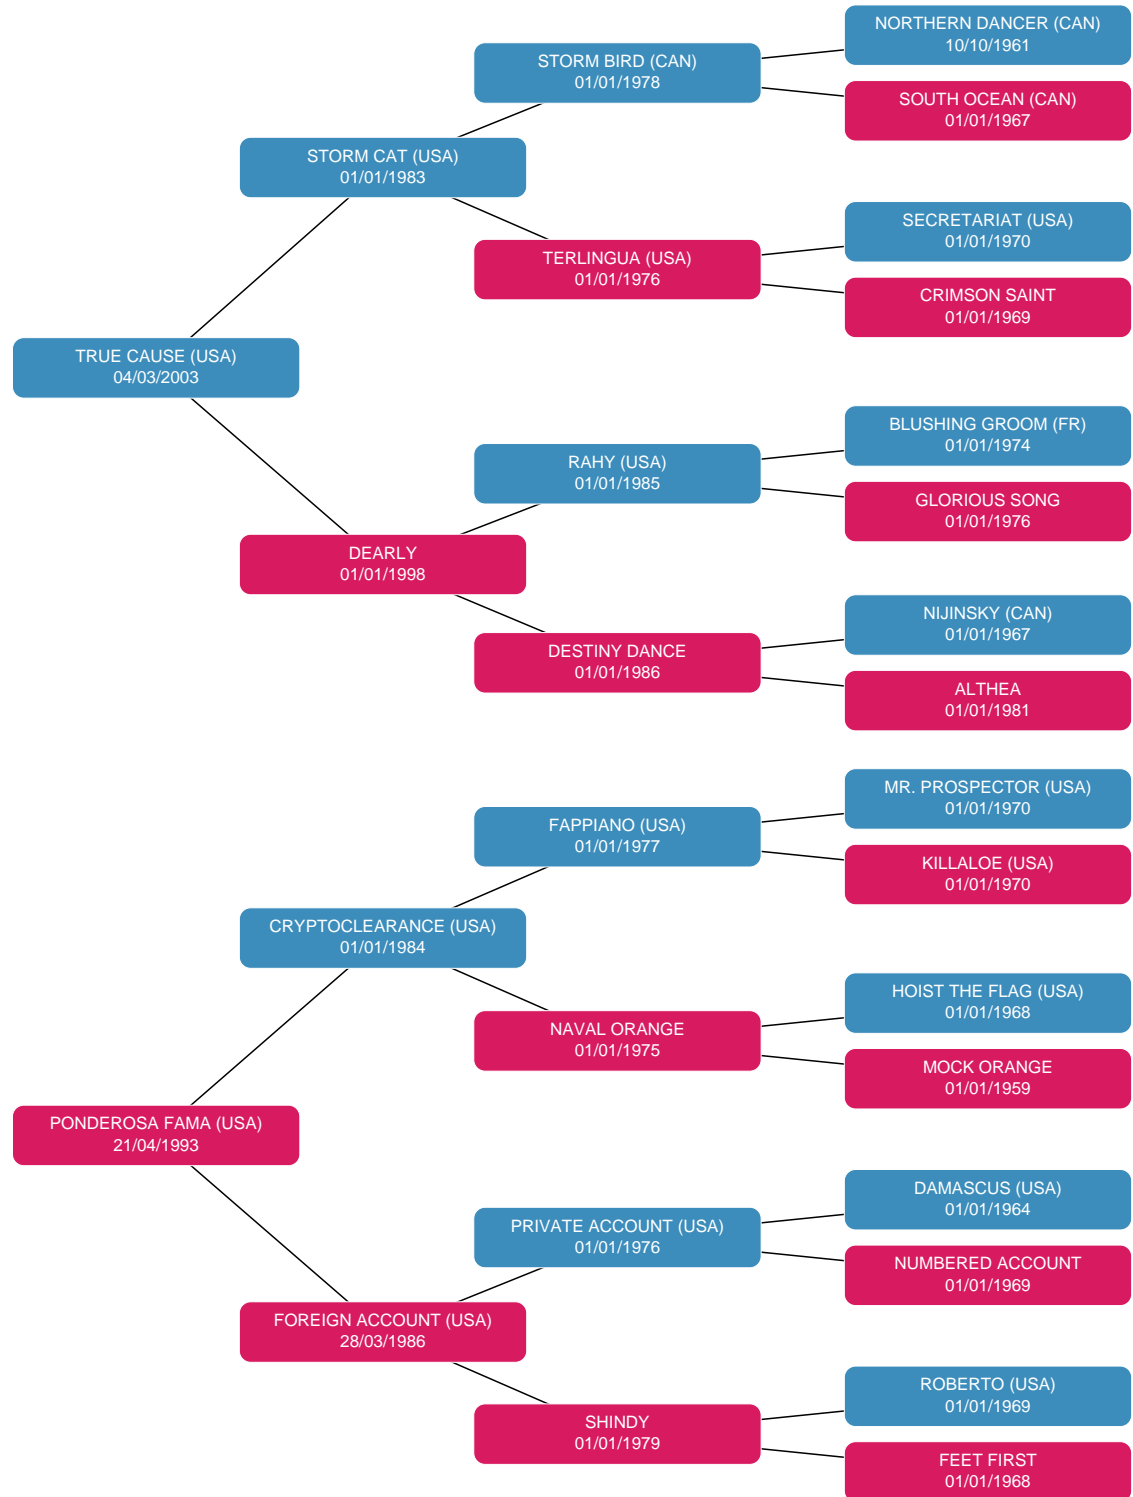 NORTHERN DANCER (CAN)
10/10/1961
STORM BIRD (CAN)
01/01/1978
SOUTH OCEAN (CAN)
01/01/1967
STORM CAT (USA)
01/01/1983
SECRETARIAT (USA)
01/01/1970
TERLINGUA (USA)
01/01/1976
CRIMSON SAINT
01/01/1969
TRUE CAUSE (USA)
04/03/2003
BLUSHING GROOM (FR)
01/01/1974
RAHY (USA)
01/01/1985
GLORIOUS SONG
01/01/1976
DEARLY
01/01/1998
NIJINSKY (CAN)
01/01/1967
DESTINY DANCE
01/01/1986
ALTHEA
01/01/1981
MR. PROSPECTOR (USA)
01/01/1970
FAPPIANO (USA)
01/01/1977
KILLALOE (USA)
01/01/1970
CRYPTOCLEARANCE (USA)
01/01/1984
HOIST THE FLAG (USA)
01/01/1968
NAVAL ORANGE
01/01/1975
MOCK ORANGE
01/01/1959
PONDEROSA FAMA (USA)
21/04/1993
DAMASCUS (USA)
01/01/1964
PRIVATE ACCOUNT (USA)
01/01/1976
NUMBERED ACCOUNT
01/01/1969
FOREIGN ACCOUNT (USA)
28/03/1986
ROBERTO (USA)
01/01/1969
SHINDY
01/01/1979
FEET FIRST
01/01/1968